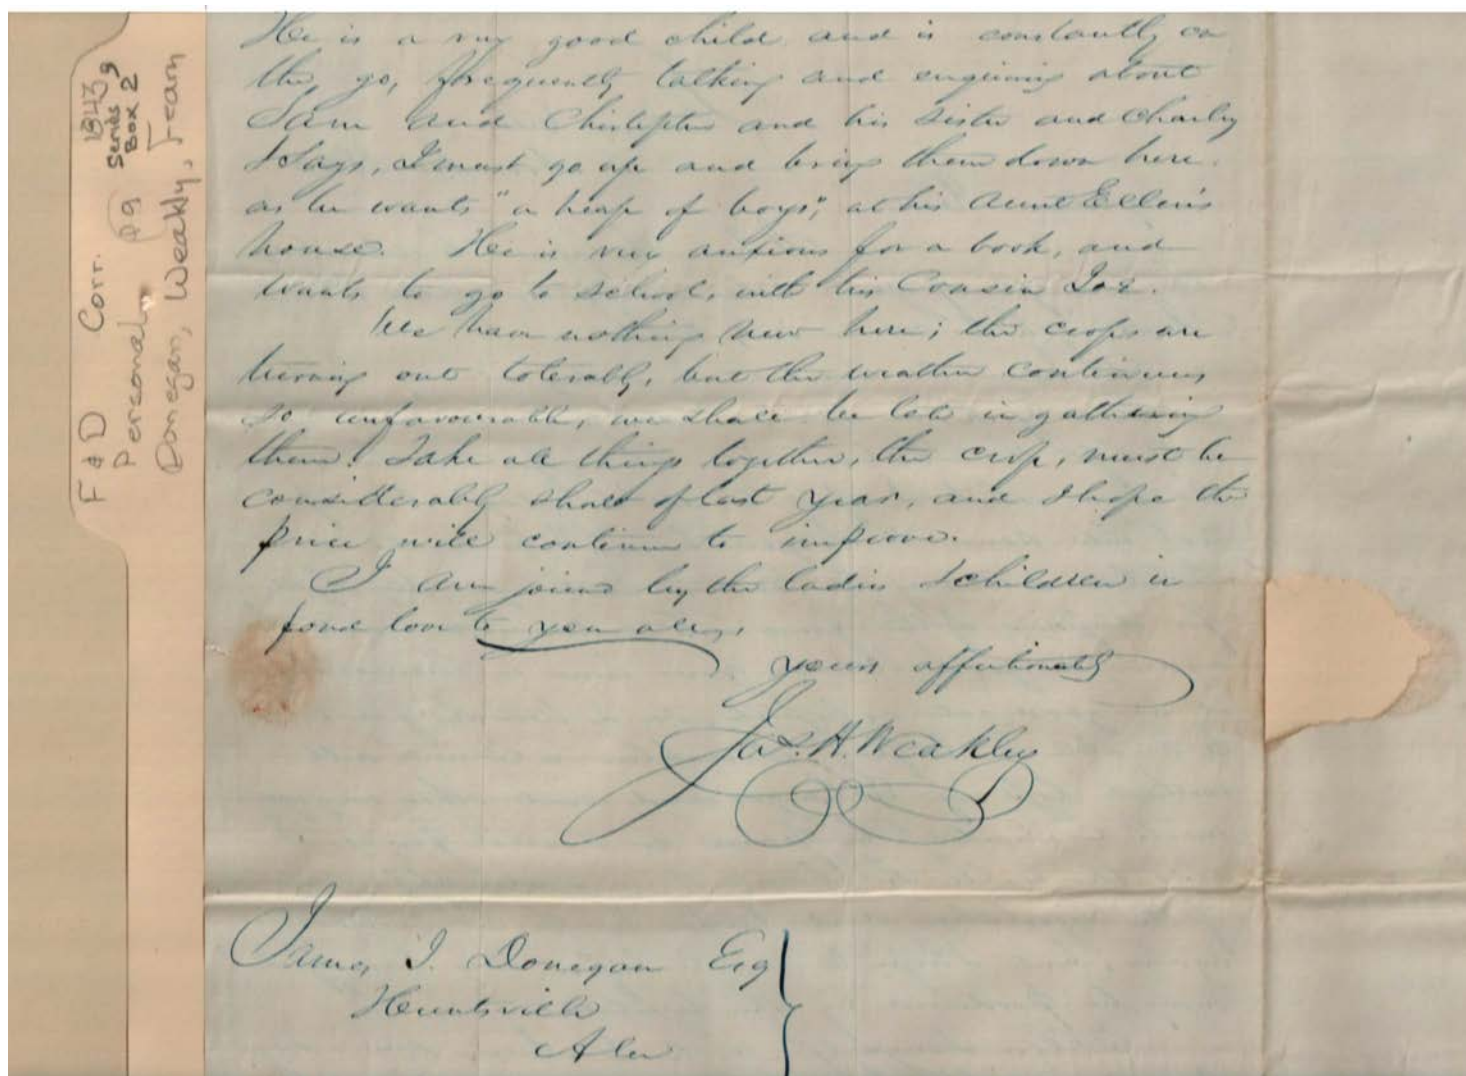 He is a very good child and is constantly on
the go, frequently talking and enquiring about
Sam and Christopher and his sister and Charley
& Says, I must go up and bring them down here.
as he wants "a heap of boys", at his Aunt Ellen's
house. He is very anxious for a book, and
wants to go to school, with his Cousin
We have nothing new here; the crops are
turning out tolerably, but the weather continues
so unfavourable, we shall be late in gathering
them! Take all things together, the crop, must be
considerably short of last year, and I hope the
price will continue to improve.
I am joined by the ladies & children in
fond love to you all,
yours affectionately
Jas. H. Weakley
James J. Donegan Esq
Huntsville
Ala
F & D Corr. 1843
Personal p9 Series 9
Box 2
Donegan, Weakly, Fearn